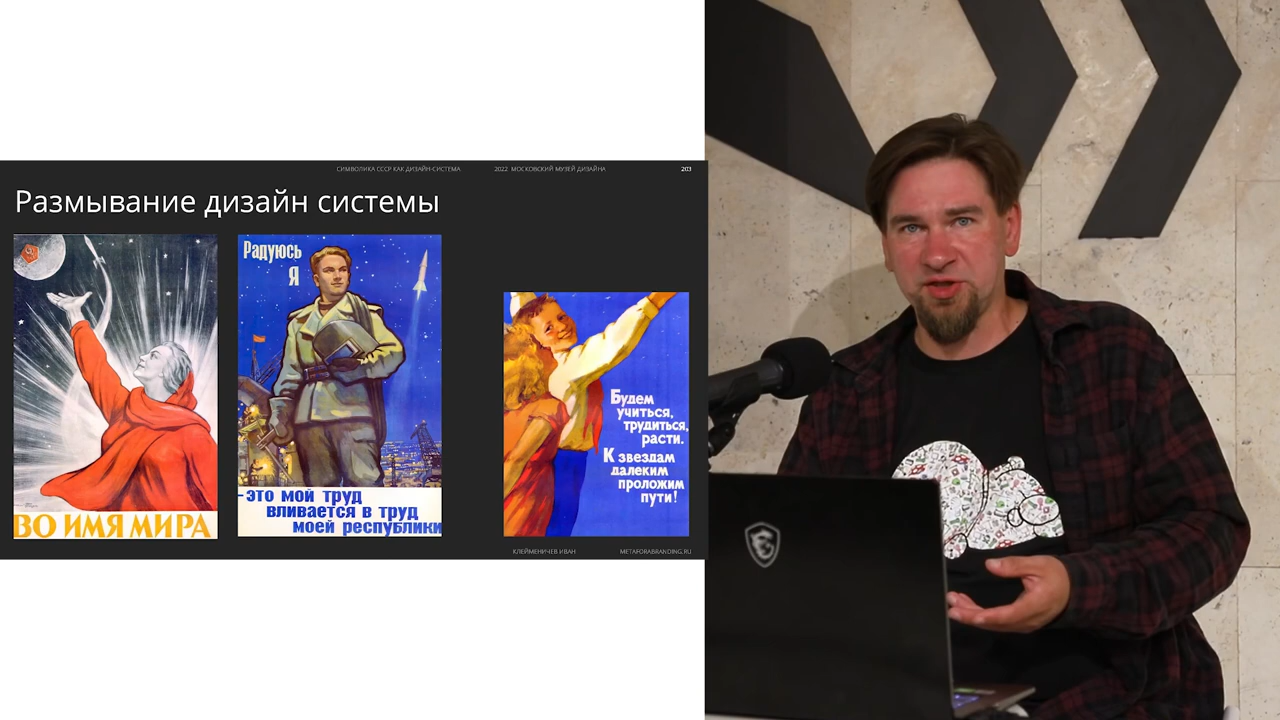 СИМВОЛИКА СССР КАК ДИЗАЙН-СИСТЕМА
2022 МОСКОВСКИЙ МУЗЕЙ ДИЗАЙНА
203
Размывание дизайн системы
ВО ИМЯ МИРА
Радуюсь
Я
-это мой труд
вливается в труд
моей республики
Будем
учиться,
трудиться,
расти.
К звездам
далеким
проложим
пути!
КЛЕЙМЕНИЧЕВ ИВАН
METAFORABRANDING.RU